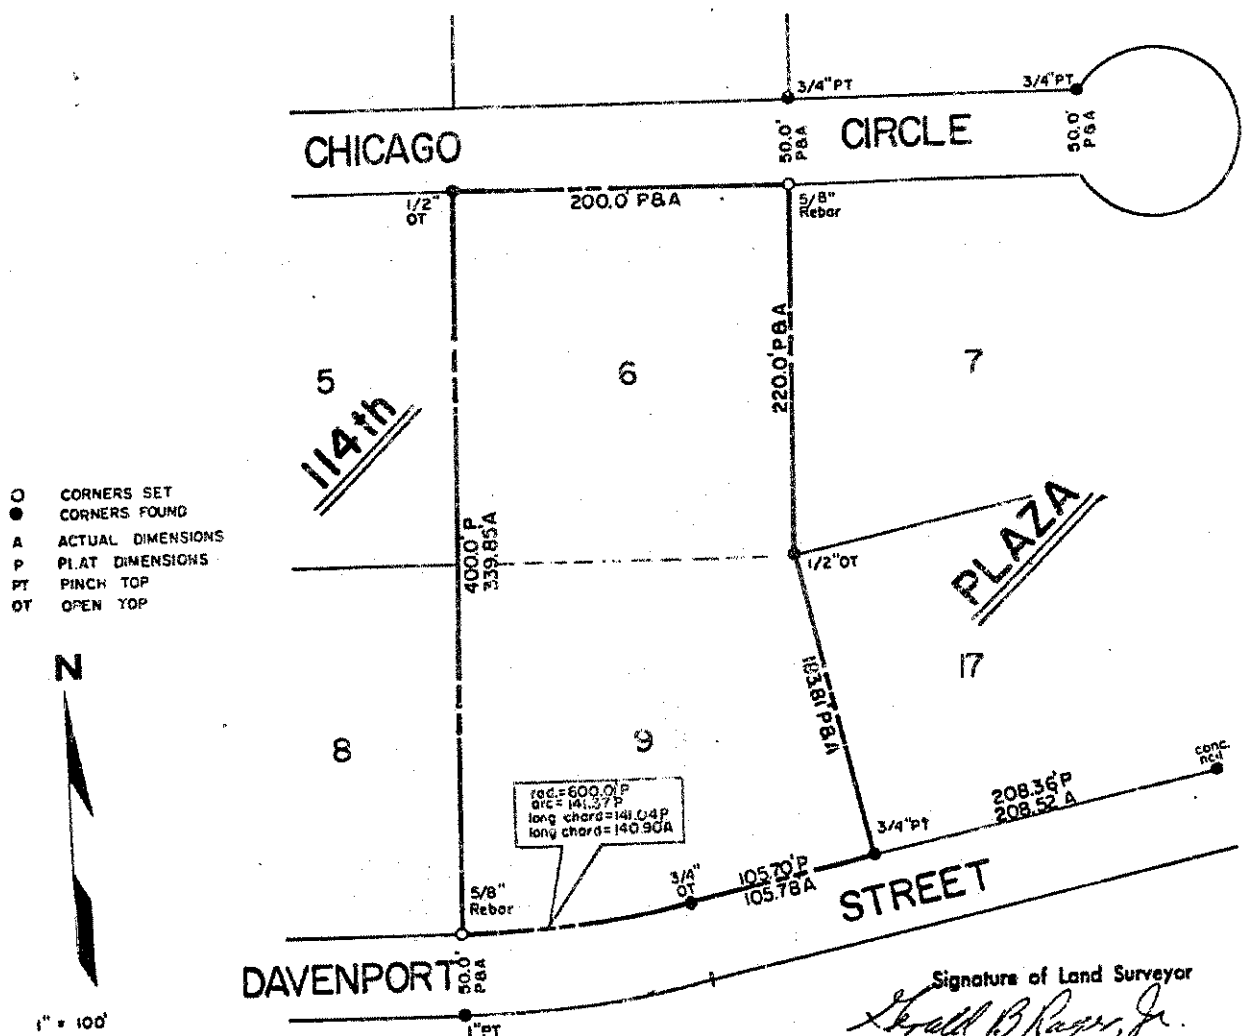 3/4" PT
3/4" PT
CHICAGO
50.0'
P&A
CIRCLE
50.0'
P&A
1/2"
OT
200.0' P&A
5/8"
Rebar
220.0' P&A
5
6
7
114th
O CORNERS SET
● CORNERS FOUND
A ACTUAL DIMENSIONS
P PLAT DIMENSIONS
PT PINCH TOP
OT OPEN TOP
400.0' P
339.85'A
1/2" OT
PLAZA
N
P&A
17
8
9
rad.=600.0'P
arc=141.37'P
long chord=141.04'P
long chord=140.90'A
conc.
nail
208.36' P
208.52' A
3/4" Pt
3/4"
OT
105.70' P
105.78' A
5/8"
Rebar
STREET
DAVENPORT
50.0'
P&A
1" PT
1" = 100'
Signature of Land Surveyor
Gerald B. Rager, Jr.